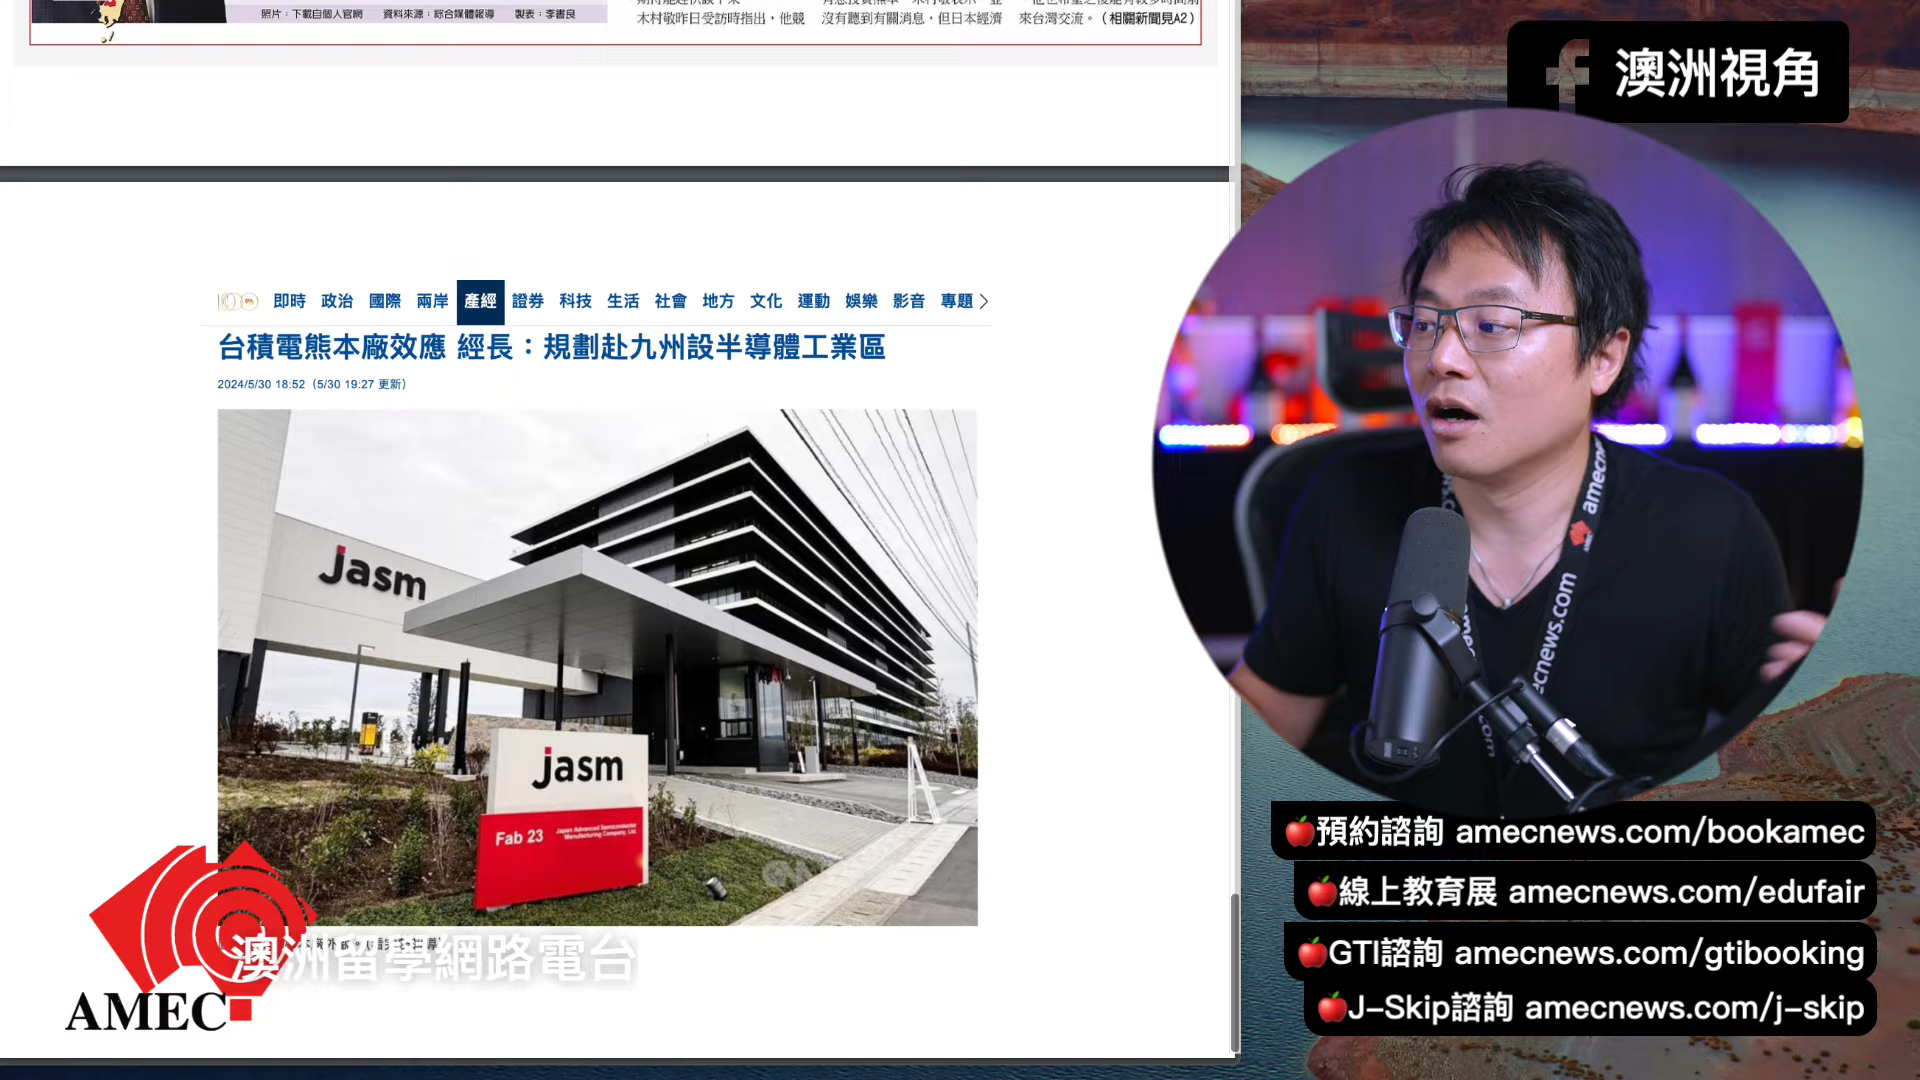 照片：下載自個人官網 資料來源：綜合媒體報導 製表：李書良
木村敬昨日受訪時指出，他競
沒有聽到有關消息，但日本經濟
來台灣交流。（相關新聞見A2）
澳洲視角
即時 政治 國際 兩岸 產經 證券 科技 生活 社會 地方 文化 運動 娛樂 影音 專題
台積電熊本廠效應 經長：規劃赴九州設半導體工業區
2024/5/30 18:52（5/30 19:27 更新）
jasm
jasm
Fab 23
Japan Advanced Semiconductor
Manufacturing Company, Ltd.
amecnews.com
澳洲留學網路電台
AMEC
🍎預約諮詢 amecnews.com/bookamec
🍎線上教育展 amecnews.com/edufair
🍎GTI諮詢 amecnews.com/gtibooking
🍎J-Skip諮詢 amecnews.com/j-skip